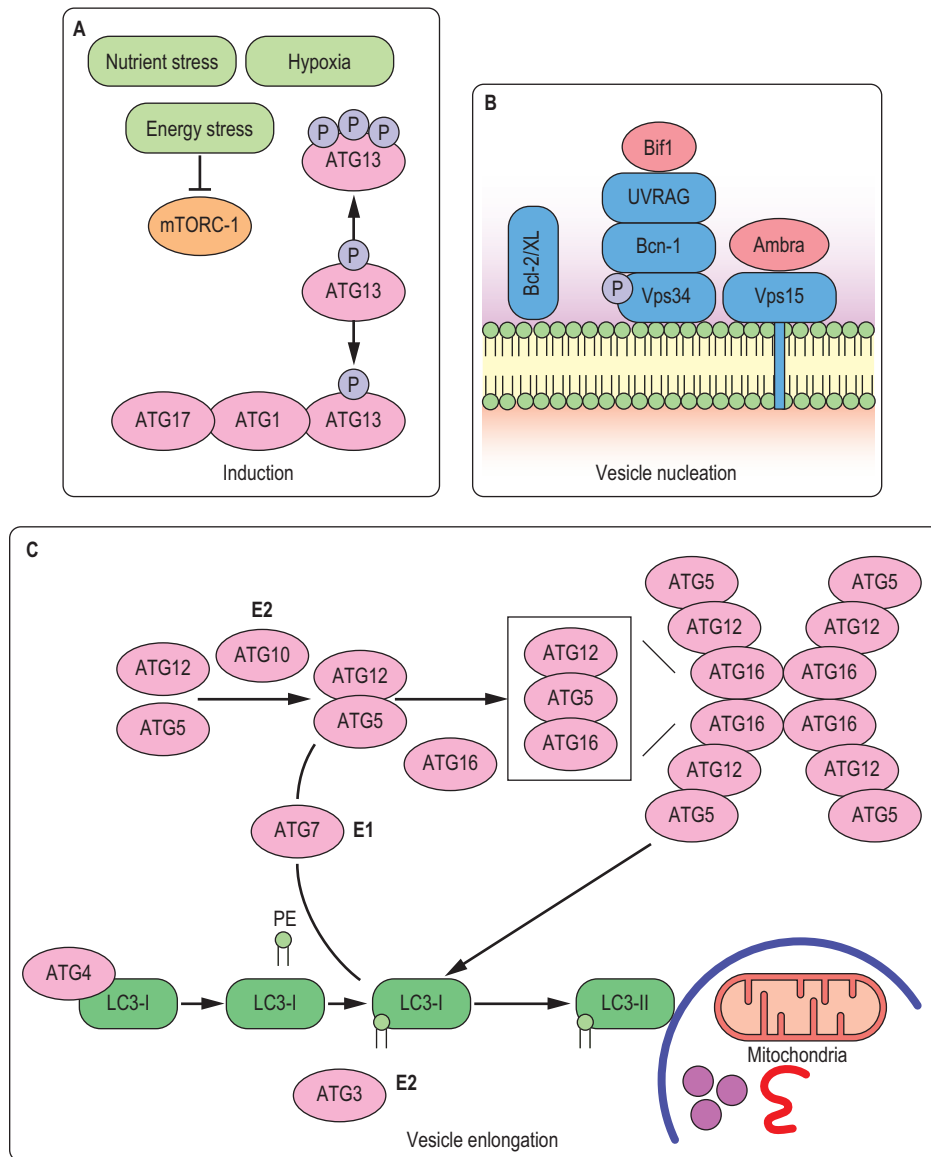 A
Nutrient stress
Hypoxia
Energy stress
mTORC-1
P
P
P
ATG13
P
ATG13
P
ATG17
ATG1
ATG13
Induction
B
Bif1
UVRAG
Bcl-2/XL
Bcn-1
Ambra
P
Vps34
Vps15
Vesicle nucleation
C
E2
ATG12
ATG10
ATG5
ATG12
ATG5
ATG16
ATG12
ATG5
ATG16
ATG5
ATG5
ATG12
ATG12
ATG16
ATG16
ATG16
ATG16
ATG12
ATG12
ATG5
ATG5
ATG7
E1
PE
ATG4
LC3-I
LC3-I
LC3-I
LC3-II
ATG3
E2
Mitochondria
Vesicle enlongation